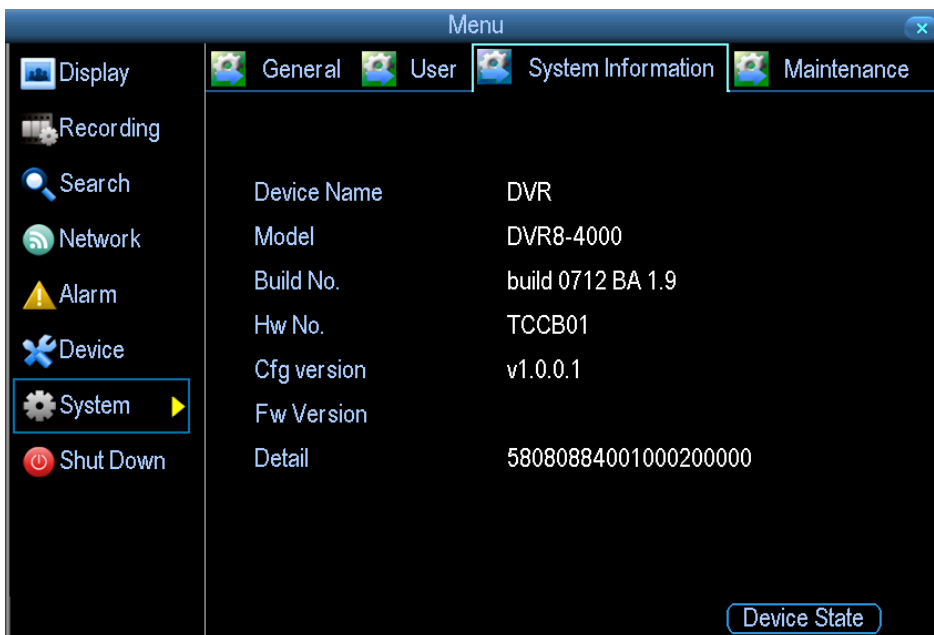 Menu
Display
Recording
Search
Network
Alarm
Device
System
Shut Down
General User System Information Maintenance
Device Name DVR
Model DVR8-4000
Build No. build 0712 BA 1.9
Hw No. TCCB01
Cfg version v1.0.0.1
Fw Version
Detail 58080884001000200000
Device State